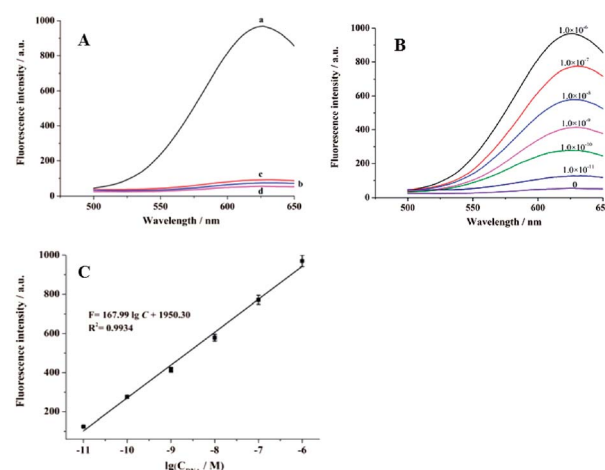 A
Fluorescence intensity / a.u.
1000
800
600
400
200
0
a
c
b
d
500
550
600
650
Wavelength / nm
B
Fluorescence intensity / a.u.
1000
800
600
400
200
0
1.0×10⁻⁶
1.0×10⁻⁷
1.0×10⁻⁸
1.0×10⁻⁹
1.0×10⁻¹⁰
1.0×10⁻¹¹
0
500
550
600
65
Wavelength / nm
C
Fluorescence intensity / a.u.
1000
800
600
400
200
F= 167.99 lg C + 1950.30
R²= 0.9934
-11
-10
-9
-8
-7
-6
/ M)